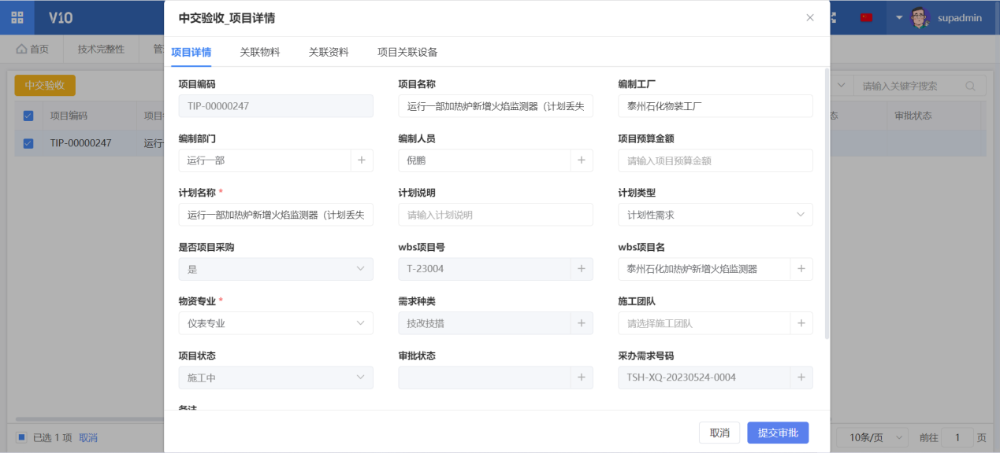 V10
中交验收_项目详情
supadmin
首页
技术完整性
管
项目详情
关联物料
关联资料
项目关联设备
中交验收
请输入关键字搜索
项目编码
项目
态
审批状态
TIP-00000247
运行
项目编码
项目名称
编制工厂
TIP-00000247
运行一部加热炉新增火焰监测器（计划丢失
泰州石化物装工厂
编制部门
编制人员
项目预算金额
运行一部
倪鹏
请输入项目预算金额
计划名称 *
计划说明
计划类型
运行一部加热炉新增火焰监测器（计划丢失
请输入计划说明
计划性需求
是否项目采购
wbs项目号
wbs项目名
是
T-23004
泰州石化加热炉新增火焰监测器
物资专业 *
需求种类
施工团队
仪表专业
技改技措
请选择施工团队
项目状态
审批状态
采办需求号码
施工中
TSH-XQ-20230524-0004
备注
已选 1 项 取消
取消
提交审批
10条/页
前往 1 页